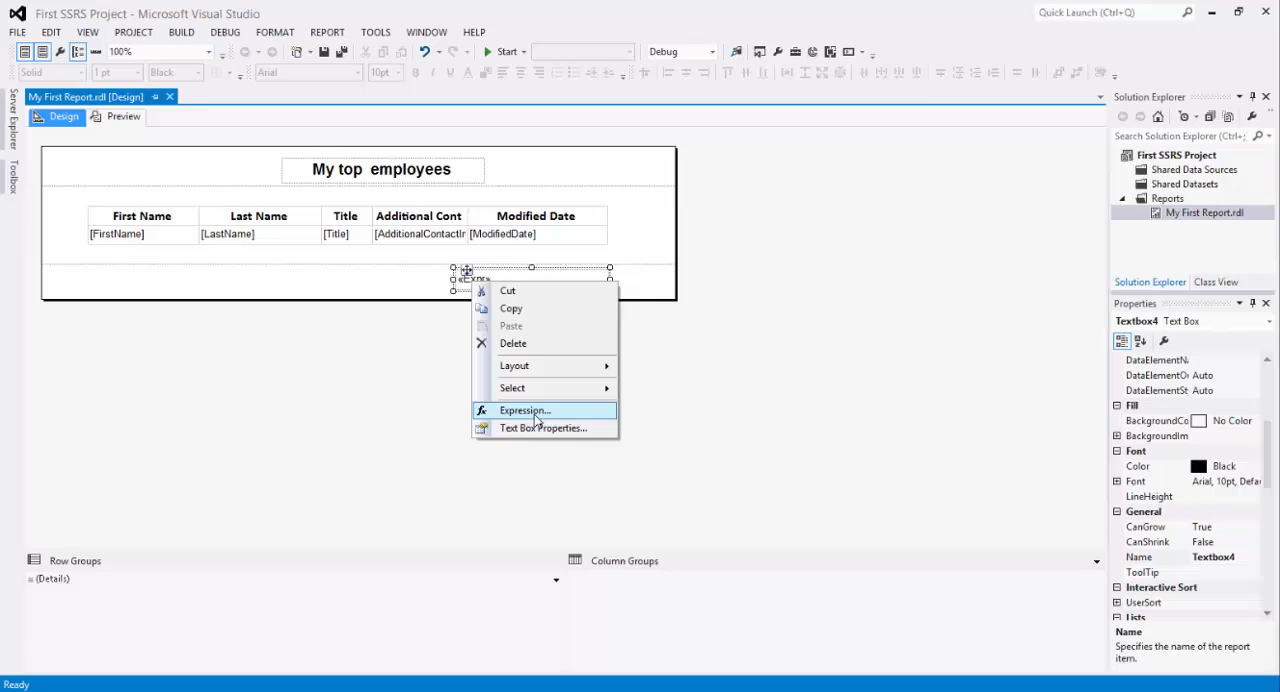 First SSRS Project - Microsoft Visual Studio
Quick Launch (Ctrl+Q)
FILE EDIT VIEW PROJECT BUILD DEBUG FORMAT REPORT TOOLS WINDOW HELP
100%
Start
Debug
Solid 1 pt Black Arial 10pt
My First Report.rdl [Design]
Design Preview
Server Explorer
Toolbox
My top employees
First Name Last Name Title Additional Cont Modified Date
[FirstName] [LastName] [Title] [AdditionalContactIr [ModifiedDate]
«Expr»
Cut
Copy
Paste
Delete
Layout
Select
Expression...
Text Box Properties...
Row Groups
(Details)
Column Groups
Solution Explorer
Search Solution Explorer (Ctrl+;
First SSRS Project
Shared Data Sources
Shared Datasets
Reports
My First Report.rdl
Solution Explorer Class View
Properties
Textbox4 Text Box
DataElementNa
DataElementOu Auto
DataElementSt Auto
Fill
BackgroundCo No Color
BackgroundIm
Font
Color Black
Font Arial, 10pt, Defau
LineHeight
General
CanGrow True
CanShrink False
Name Textbox4
ToolTip
Interactive Sort
UserSort
Lists
Name
Specifies the name of the report
item.
Ready